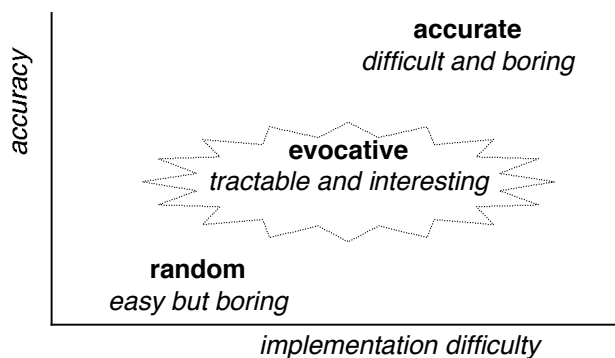 accurate
difficult and boring
accuracy
evocative
tractable and interesting
random
easy but boring
implementation difficulty